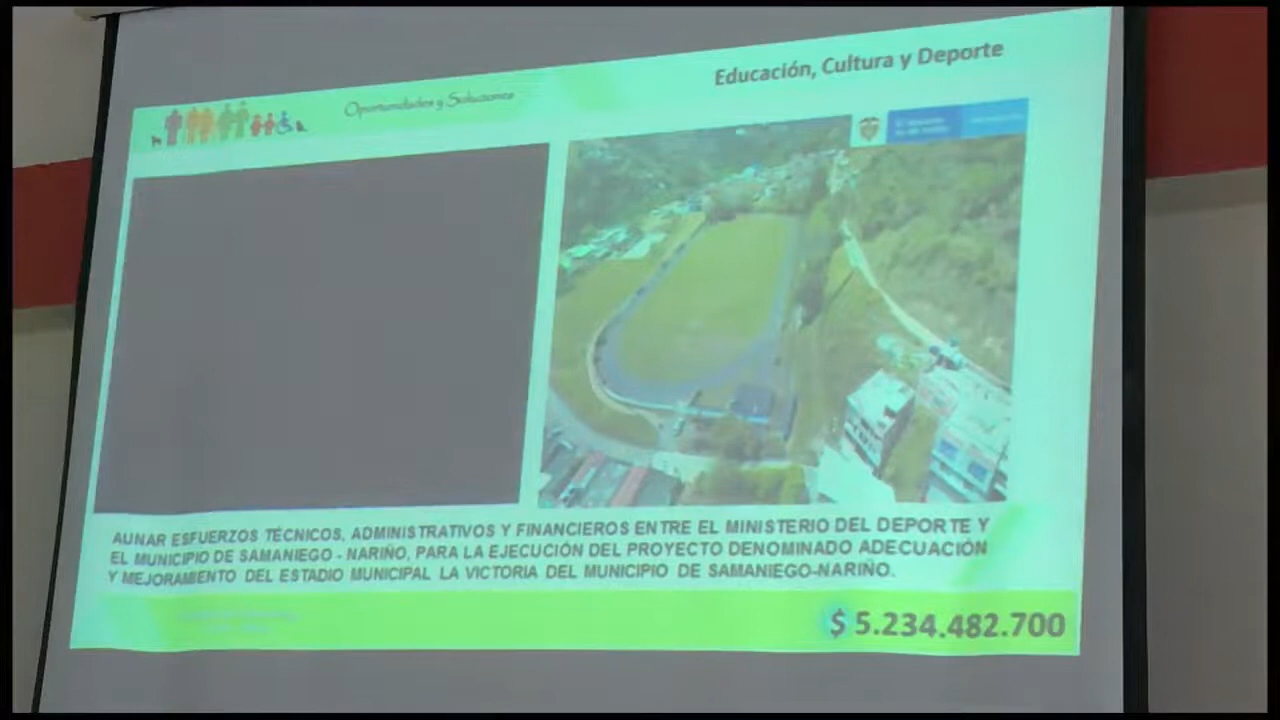 Educación, Cultura y Deporte
Oportunidades y Soluciones
AUNAR ESFUERZOS TÉCNICOS, ADMINISTRATIVOS Y FINANCIEROS ENTRE EL MINISTERIO DEL DEPORTE Y
EL MUNICIPIO DE SAMANIEGO - NARIÑO, PARA LA EJECUCIÓN DEL PROYECTO DENOMINADO ADECUACIÓN
Y MEJORAMIENTO DEL ESTADIO MUNICIPAL LA VICTORIA DEL MUNICIPIO DE SAMANIEGO-NARIÑO.
$ 5.234.482.700